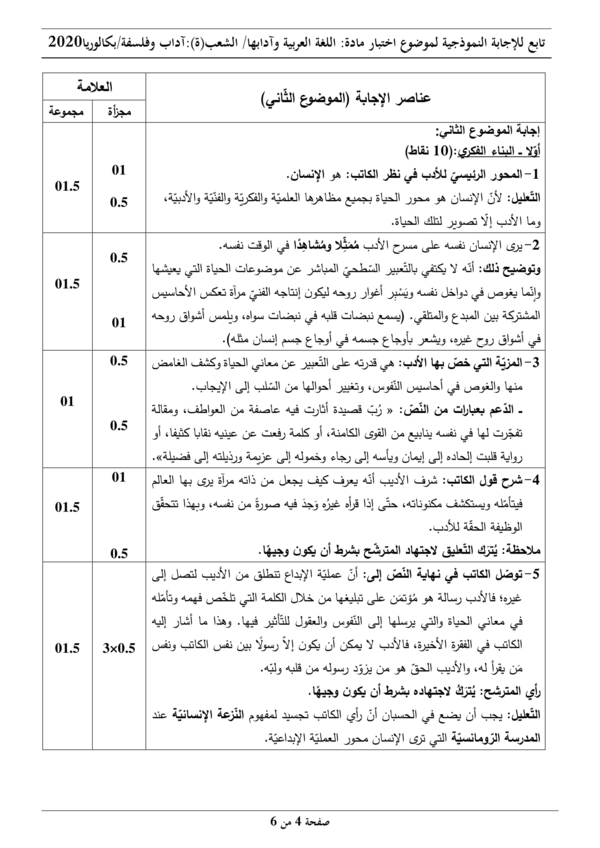 تابع للإجابة النموذجية لموضوع اختبار مادة: اللغة العربية وآدابها/ الشعب(ة):آداب وفلسفة/بكالوريا2020
عناصر الإجابة (الموضوع الثّاني)
العلامة
مجزأة
مجموعة
إجابة الموضوع الثاني:
أوّلا ـ البناء الفكري:(10 نقاط)
1- المحور الرئيسيّ للأدب في نظر الكاتب: هو الإنسان.
01
التّعليل: لأنّ الإنسان هو محور الحياة بجميع مظاهرها العلميّة والفكريّة والفنّيّة والأدبيّة،
0.5
01.5
وما الأدب إلّا تصوير لتلك الحياة.
2- يرى الإنسان نفسه على مسرح الأدب مُمَثِّلا ومُشاهِدًا في الوقت نفسه.
0.5
وتوضيح ذلك: أنّه لا يكتفي بالتّعبير السّطحيّ المباشر عن موضوعات الحياة التي يعيشها
01.5
وإنّما يغوص في دواخل نفسه ويَسْبِر أغوار روحه ليكون إنتاجه الفنيّ مرآة تعكس الأحاسيس
المشتركة بين المبدع والمتلقي. (يسمع نبضات قلبه في نبضات سواه، ويلمس أشواق روحه
01
في أشواق روح غيره، ويشعر بأوجاع جسمه في أوجاع جسم إنسان مثله).
3- المزيّة التي خصّ بها الأدب: هي قدرته على التّعبير عن معاني الحياة وكشف الغامض
0.5
منها والغوص في أحاسيس النّفوس، وتغيير أحوالها من السّلب إلى الإيجاب.
01
ـ الدّعم بعبارات من النّصّ: « رُبّ قصيدة أثارت فيه عاصفة من العواطف، ومقالة
0.5
تفجّرت لها في نفسه ينابيع من القوى الكامنة، أو كلمة رفعت عن عينيه نقابا كثيفا، أو
رواية قلبت إلحاده إلى إيمان ويأسه إلى رجاء وخموله إلى عزيمة ورذيلته إلى فضيلة».
4- شرح قول الكاتب: شرف الأديب أنّه يعرف كيف يجعل من ذاته مرآة يرى بها العالم
01
فيتأمّله ويستكشف مكنوناته، حتّى إذا قرأه غيرُه وَجدَ فيه صورةً من نفسه، وبهذا تتحقّق
01.5
الوظيفة الحقّة للأدب.
ملاحظة: يُترَك التّعليق لاجتهاد المترشّح بشرط أن يكون وجيهًا.
0.5
5- توصّل الكاتب في نهاية النّصّ إلى: أنّ عمليّة الإبداع تنطلق من الأديب لتصل إلى
غيره؛ فالأدب رسالة هو مُؤتمَن على تبليغها من خلال الكلمة التي تلخّص فهمه وتأمّله
في معاني الحياة والتي يرسلها إلى النّفوس والعقول للتّأثير فيها. وهذا ما أشار إليه
الكاتب في الفقرة الأخيرة، فالأدب لا يمكن أن يكون إلاّ رسولًا بين نفس الكاتب ونفس
3×0.5
01.5
مَن يقرأ له، والأديب الحقّ هو من يزوّد رسوله من قلبه ولبّه.
رأي المترشح: يُترَكُ لاجتهاده بشرط أن يكون وجيهًا.
التّعليل: يجب أن يضع في الحسبان أنّ رأي الكاتب تجسيد لمفهوم النّزعة الإنسانيّة عند
المدرسة الرّومانسيّة التي ترى الإنسان محور العمليّة الإبداعيّة.
صفحة 4 من 6